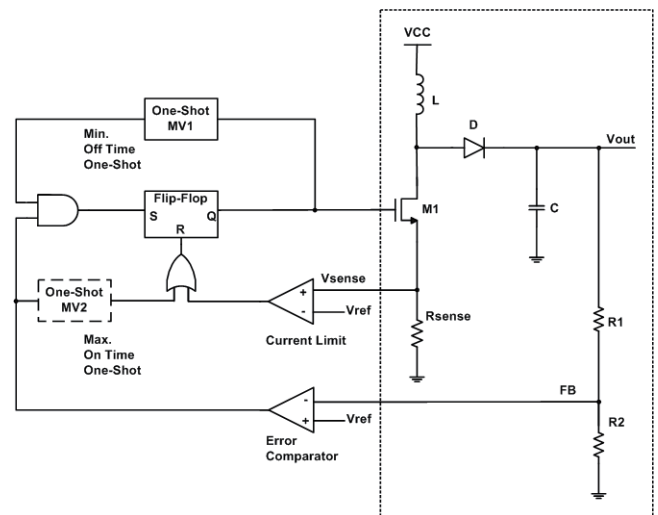 VCC
L
D
Vout
One-Shot
MV1
Min.
Off Time
One-Shot
Flip-Flop
S
Q
R
M1
C
One-Shot
MV2
Max.
On Time
One-Shot
Vsense
+
-
Vref
Current Limit
Rsense
R1
FB
-
+
Vref
Error
Comparator
R2